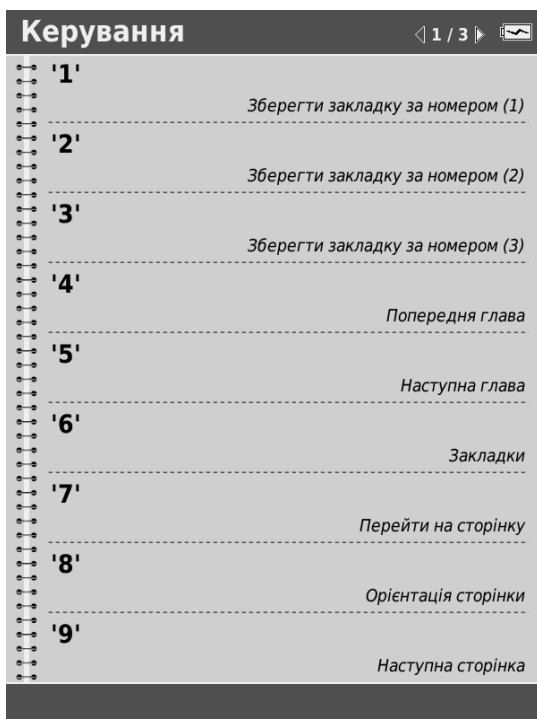 Керування 1 / 3
'1'
Зберегти закладку за номером (1)
'2'
Зберегти закладку за номером (2)
'3'
Зберегти закладку за номером (3)
'4'
Попередня глава
'5'
Наступна глава
'6'
Закладки
'7'
Перейти на сторінку
'8'
Орієнтація сторінки
'9'
Наступна сторінка